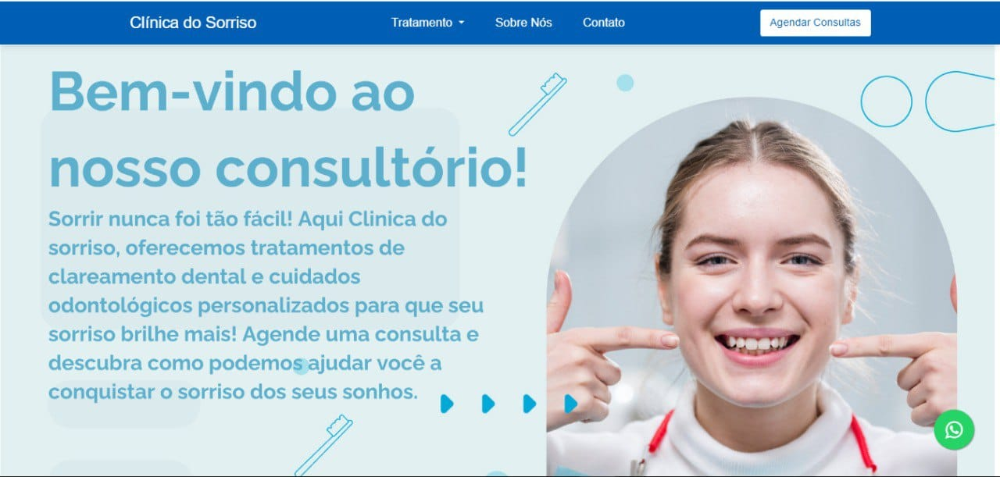 Clínica do Sorriso
Tratamento
Sobre Nós
Contato
Agendar Consultas
Bem-vindo ao
nosso consultório!
Sorrir nunca foi tão fácil! Aqui Clinica do
sorriso, oferecemos tratamentos de
clareamento dental e cuidados
odontológicos personalizados para que seu
sorriso brilhe mais! Agende uma consulta e
descubra como podemos ajudar você a
conquistar o sorriso dos seus sonhos.